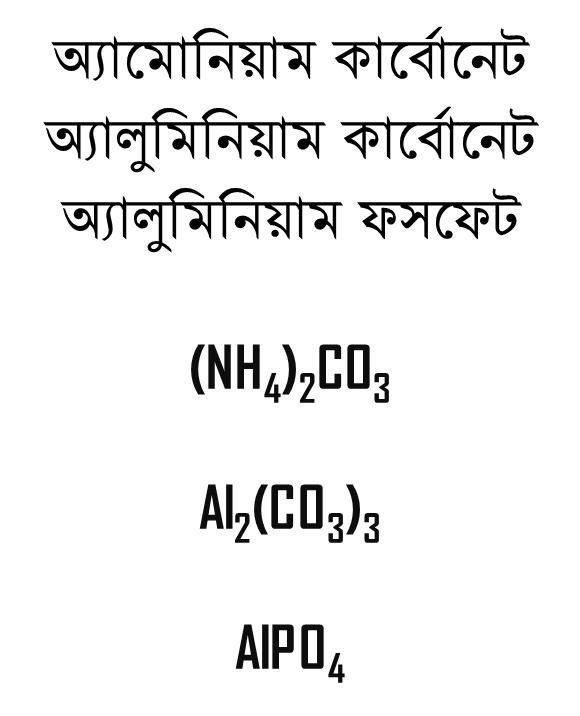 অ্যামোনিয়াম কার্বোনেট
অ্যালুমিনিয়াম কার্বোনেট
অ্যালুমিনিয়াম ফসফেট
(NH₄)₂CO₃
Al₂(CO₃)₃
AlPO₄